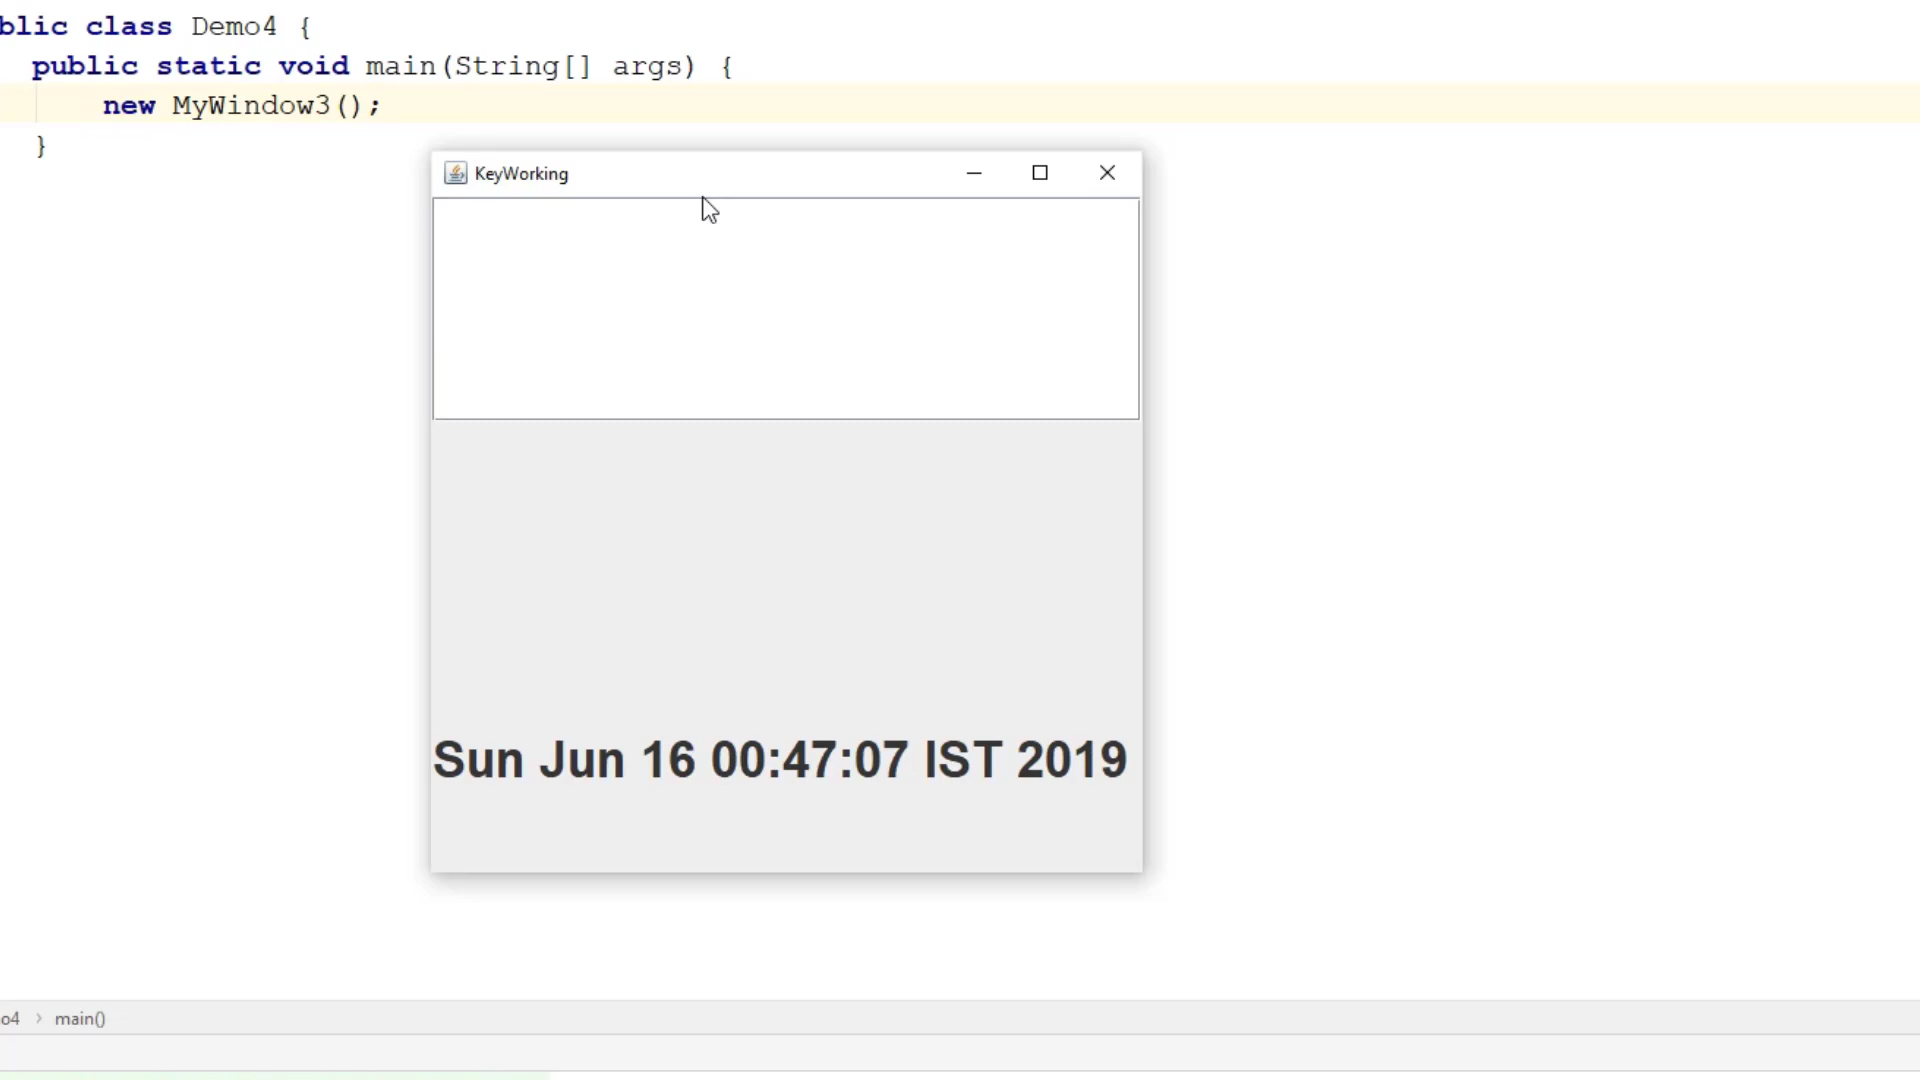 blic class Demo4 {
public static void main(String[] args) {
new MyWindow3();
}
KeyWorking
Sun Jun 16 00:47:07 IST 2019
o4 > main()